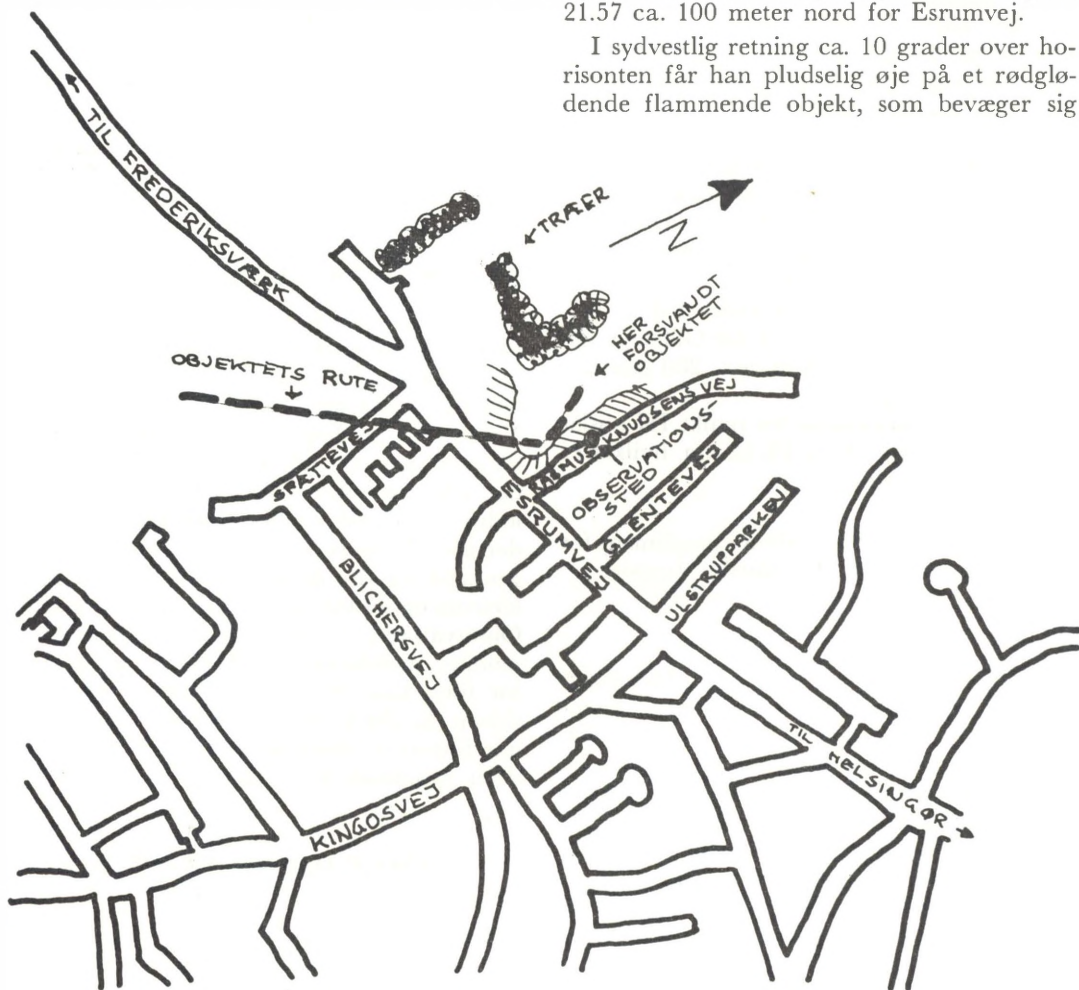 21.57 ca. 100 meter nord for Esrumvej.
I sydvestlig retning ca. 10 grader over ho-
risonten får han pludselig øje på et rødglø-
dende flammende objekt, som bevæger sig
TIL FREDERIKSVÆRK
TRÆER
N
HER
FORSVANDT
OBJEKTET
OBJEKTETS RUTE
RASMUS KNUDSENS VEJ
OBSERVATIONS-
STED
SPÆTTEVEJ
ESRUMVEJ
GLENTEVEJ
ULSTRUPPARKEN
BLICHERSVEJ
TIL HELSINGØR
KINGOSVEJ